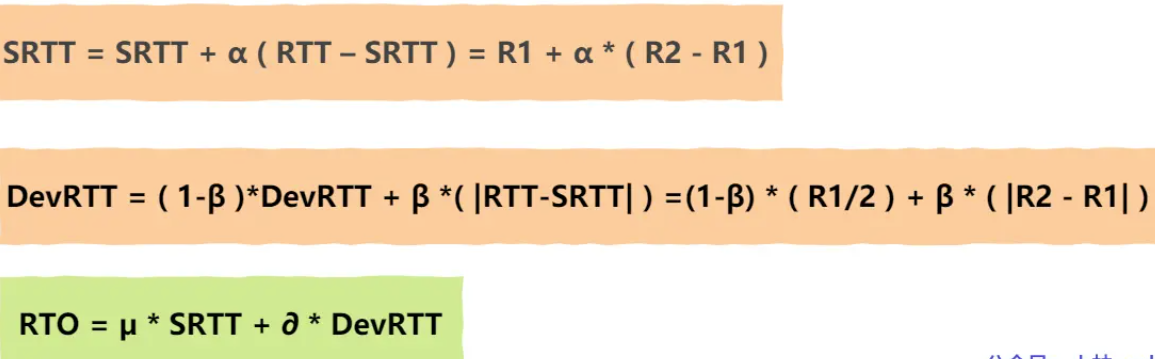 SRTT = SRTT + α ( RTT – SRTT ) = R1 + α * ( R2 - R1 )
DevRTT = ( 1-β )*DevRTT + β *( |RTT-SRTT| ) =(1-β) * ( R1/2 ) + β * ( |R2 - R1| )
RTO = μ * SRTT + ∂ * DevRTT